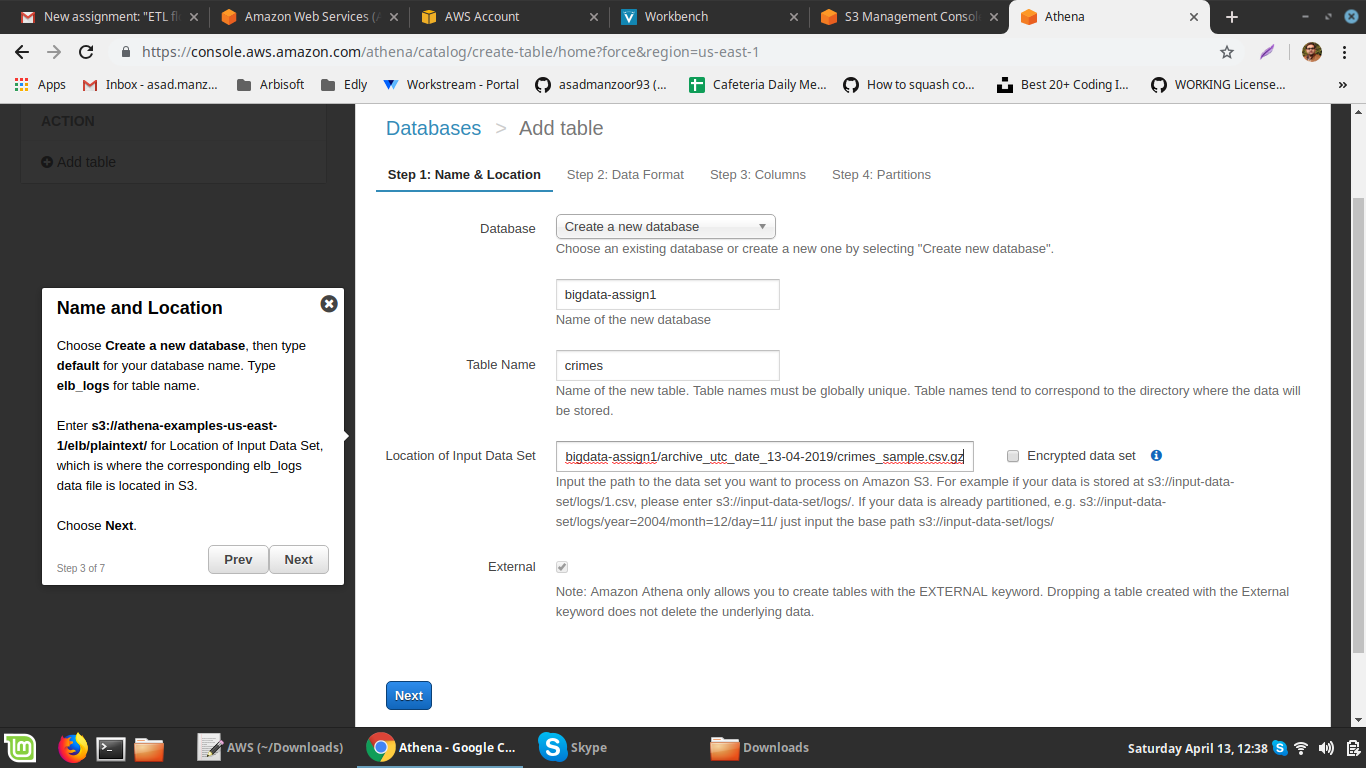 New assignment: "ETL fl
Amazon Web Services (A
AWS Account
Workbench
S3 Management Consol
Athena
https://console.aws.amazon.com/athena/catalog/create-table/home?force&region=us-east-1
Apps
Inbox - asad.manz...
Arbisoft
Edly
Workstream - Portal
asadmanzoor93 (...
Cafeteria Daily Me...
How to squash co...
Best 20+ Coding I...
WORKING License...
»
ACTION
Add table
Databases > Add table
Step 1: Name & Location
Step 2: Data Format
Step 3: Columns
Step 4: Partitions
Database
Create a new database
Choose an existing database or create a new one by selecting "Create new database".
bigdata-assign1
Name of the new database
Table Name
crimes
Name of the new table. Table names must be globally unique. Table names tend to correspond to the directory where the data will
be stored.
Location of Input Data Set
bigdata-assign1/archive_utc_date_13-04-2019/crimes_sample.csv.gz
Encrypted data set
Input the path to the data set you want to process on Amazon S3. For example if your data is stored at s3://input-data-
set/logs/1.csv, please enter s3://input-data-set/logs/. If your data is already partitioned, e.g. s3://input-data-
set/logs/year=2004/month=12/day=11/ just input the base path s3://input-data-set/logs/
External
Note: Amazon Athena only allows you to create tables with the EXTERNAL keyword. Dropping a table created with the External
keyword does not delete the underlying data.
Next
Name and Location
Choose Create a new database, then type
default for your database name. Type
elb_logs for table name.
Enter s3://athena-examples-us-east-
1/elb/plaintext/ for Location of Input Data Set,
which is where the corresponding elb_logs
data file is located in S3.
Choose Next.
Step 3 of 7
Prev
Next
AWS (~/Downloads)
Athena - Google C...
Skype
Downloads
Saturday April 13, 12:38